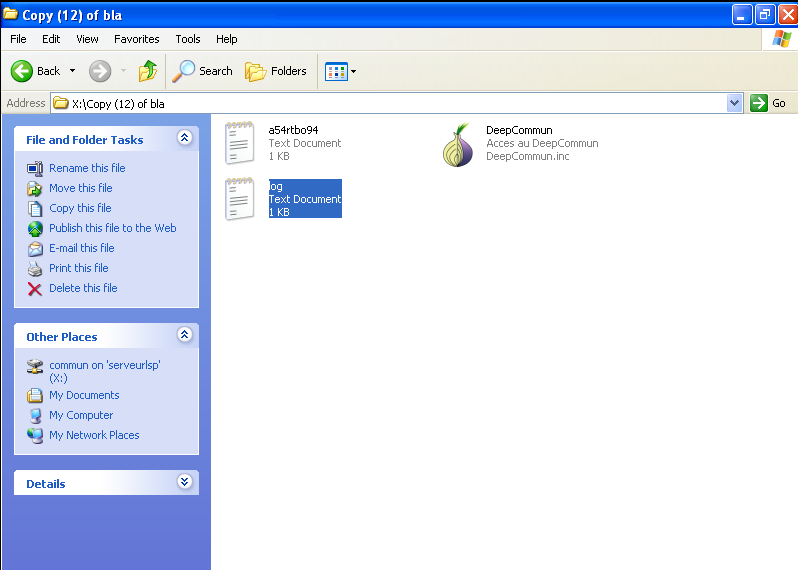 Copy (12) of bla
File Edit View Favorites Tools Help
Back Search Folders
Address X:\Copy (12) of bla Go
File and Folder Tasks
Rename this file
Move this file
Copy this file
Publish this file to the Web
E-mail this file
Print this file
Delete this file
Other Places
commun on 'serveurlsp'
(X:)
My Documents
My Computer
My Network Places
Details
a54rtbo94
Text Document
1 KB
DeepCommun
Acces au DeepCommun
DeepCommun.inc
log
Text Document
1 KB